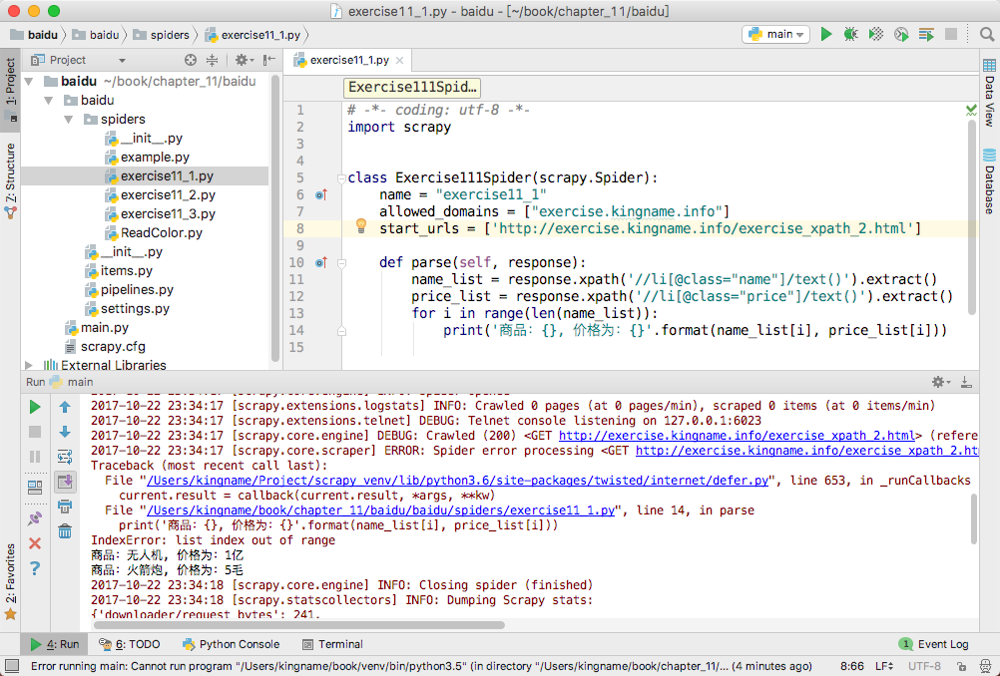 exercise11_1.py - baidu - [~/book/chapter_11/baidu]
baidu baidu spiders exercise11_1.py main
1: Project
Z: Structure
2: Favorites
Project
baidu ~/book/chapter_11/baidu
baidu
spiders
__init__.py
example.py
exercise11_1.py
exercise11_2.py
exercise11_3.py
ReadColor.py
__init__.py
items.py
pipelines.py
settings.py
main.py
scrapy.cfg
External Libraries
exercise11_1.py
Exercise111Spid…
1 # -*- coding: utf-8 -*-
2 import scrapy
3
4
5 class Exercise111Spider(scrapy.Spider):
6 name = "exercise11_1"
7 allowed_domains = ["exercise.kingname.info"]
8 start_urls = ['http://exercise.kingname.info/exercise_xpath_2.html']
9
10 def parse(self, response):
11 name_list = response.xpath('//li[@class="name"]/text()').extract()
12 price_list = response.xpath('//li[@class="price"]/text()').extract()
13 for i in range(len(name_list)):
14 print('商品：{}, 价格为：{}'.format(name_list[i], price_list[i]))
15
Data View
Database
Run main
2017-10-22 23:34:17 [scrapy.core.engine] INFO: Spider opened
2017-10-22 23:34:17 [scrapy.extensions.logstats] INFO: Crawled 0 pages (at 0 pages/min), scraped 0 items (at 0 items/min)
2017-10-22 23:34:17 [scrapy.extensions.telnet] DEBUG: Telnet console listening on 127.0.0.1:6023
2017-10-22 23:34:17 [scrapy.core.engine] DEBUG: Crawled (200) <GET http://exercise.kingname.info/exercise_xpath_2.html> (refere
2017-10-22 23:34:17 [scrapy.core.scraper] ERROR: Spider error processing <GET http://exercise.kingname.info/exercise_xpath_2.ht
Traceback (most recent call last):
File "/Users/kingname/Project/scrapy_venv/lib/python3.6/site-packages/twisted/internet/defer.py", line 653, in _runCallbacks
current.result = callback(current.result, *args, **kw)
File "/Users/kingname/book/chapter_11/baidu/baidu/spiders/exercise11_1.py", line 14, in parse
print('商品：{}, 价格为：{}'.format(name_list[i], price_list[i]))
IndexError: list index out of range
商品：无人机, 价格为：1亿
商品：火箭炮, 价格为：5毛
2017-10-22 23:34:18 [scrapy.core.engine] INFO: Closing spider (finished)
2017-10-22 23:34:18 [scrapy.statscollectors] INFO: Dumping Scrapy stats:
{'downloader/request_bytes': 241,
4: Run 6: TODO Python Console Terminal 1 Event Log
Error running main: Cannot run program "/Users/kingname/book/venv/bin/python3.5" (in directory "/Users/kingname/book/chapter_11/... (4 minutes ago) 8:66 LF UTF-8